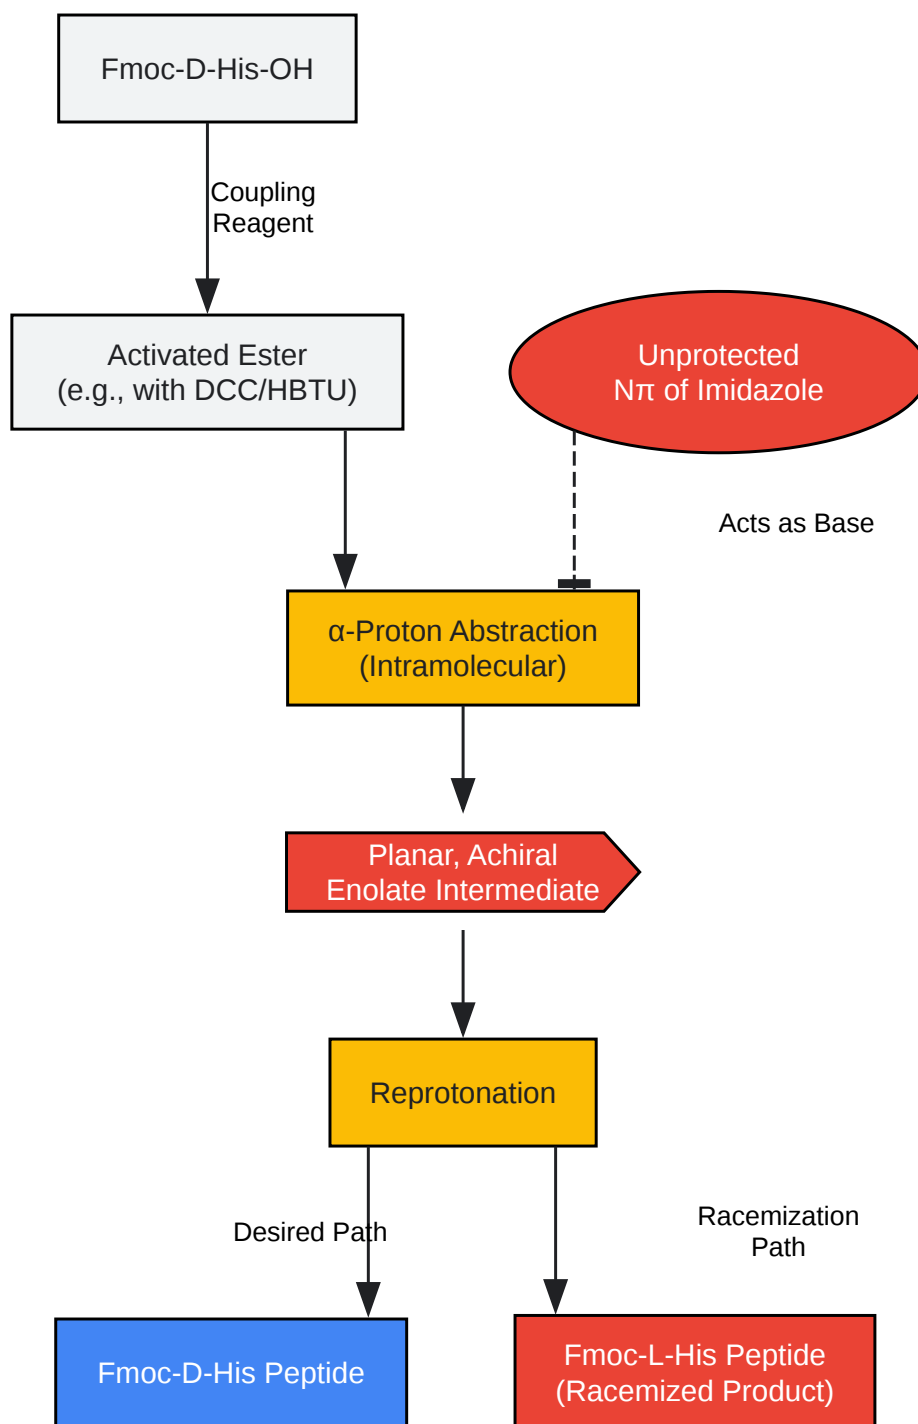 Fmoc-D-His-OH
Coupling
Reagent
Activated Ester
(e.g., with DCC/HBTU)
Unprotected
Nπ of Imidazole
Acts as Base
α-Proton Abstraction
(Intramolecular)
Planar, Achiral
Enolate Intermediate
Reprotonation
Desired Path
Racemization
Path
Fmoc-D-His Peptide
Fmoc-L-His Peptide
(Racemized Product)